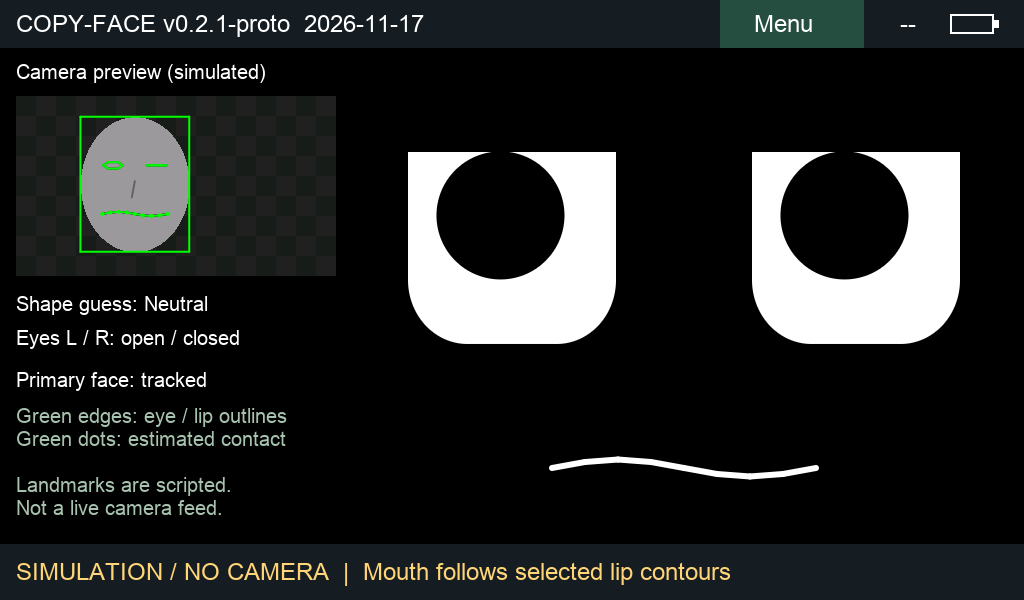 COPY-FACE v0.2.1-proto  2026-11-17
Menu
--
Camera preview (simulated)
Shape guess: Neutral
Eyes L / R: open / closed
Primary face: tracked
Green edges: eye / lip outlines
Green dots: estimated contact
Landmarks are scripted.
Not a live camera feed.
SIMULATION / NO CAMERA  |  Mouth follows selected lip contours